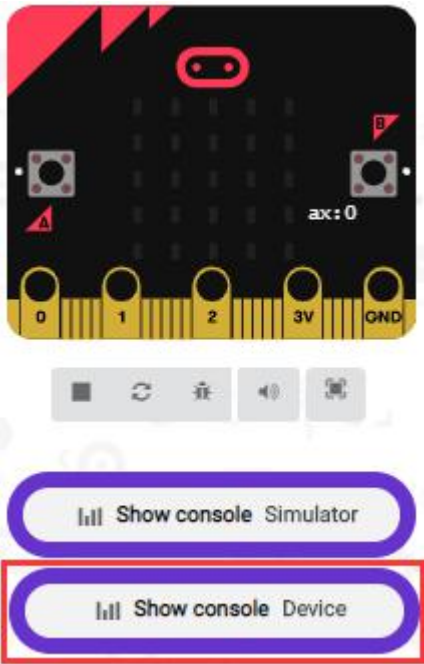 B
A
ax:0
0 1 2 3V GND
Show console Simulator
Show console Device